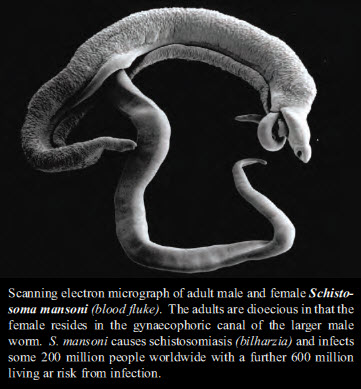 Scanning electron micrograph of adult male and female Schisto-
soma mansoni (blood fluke). The adults are dioecious in that the
female resides in the gynaecophoric canal of the larger male
worm. S. mansoni causes schistosomiasis (bilharzia) and infects
some 200 million people worldwide with a further 600 million
living ar risk from infection.